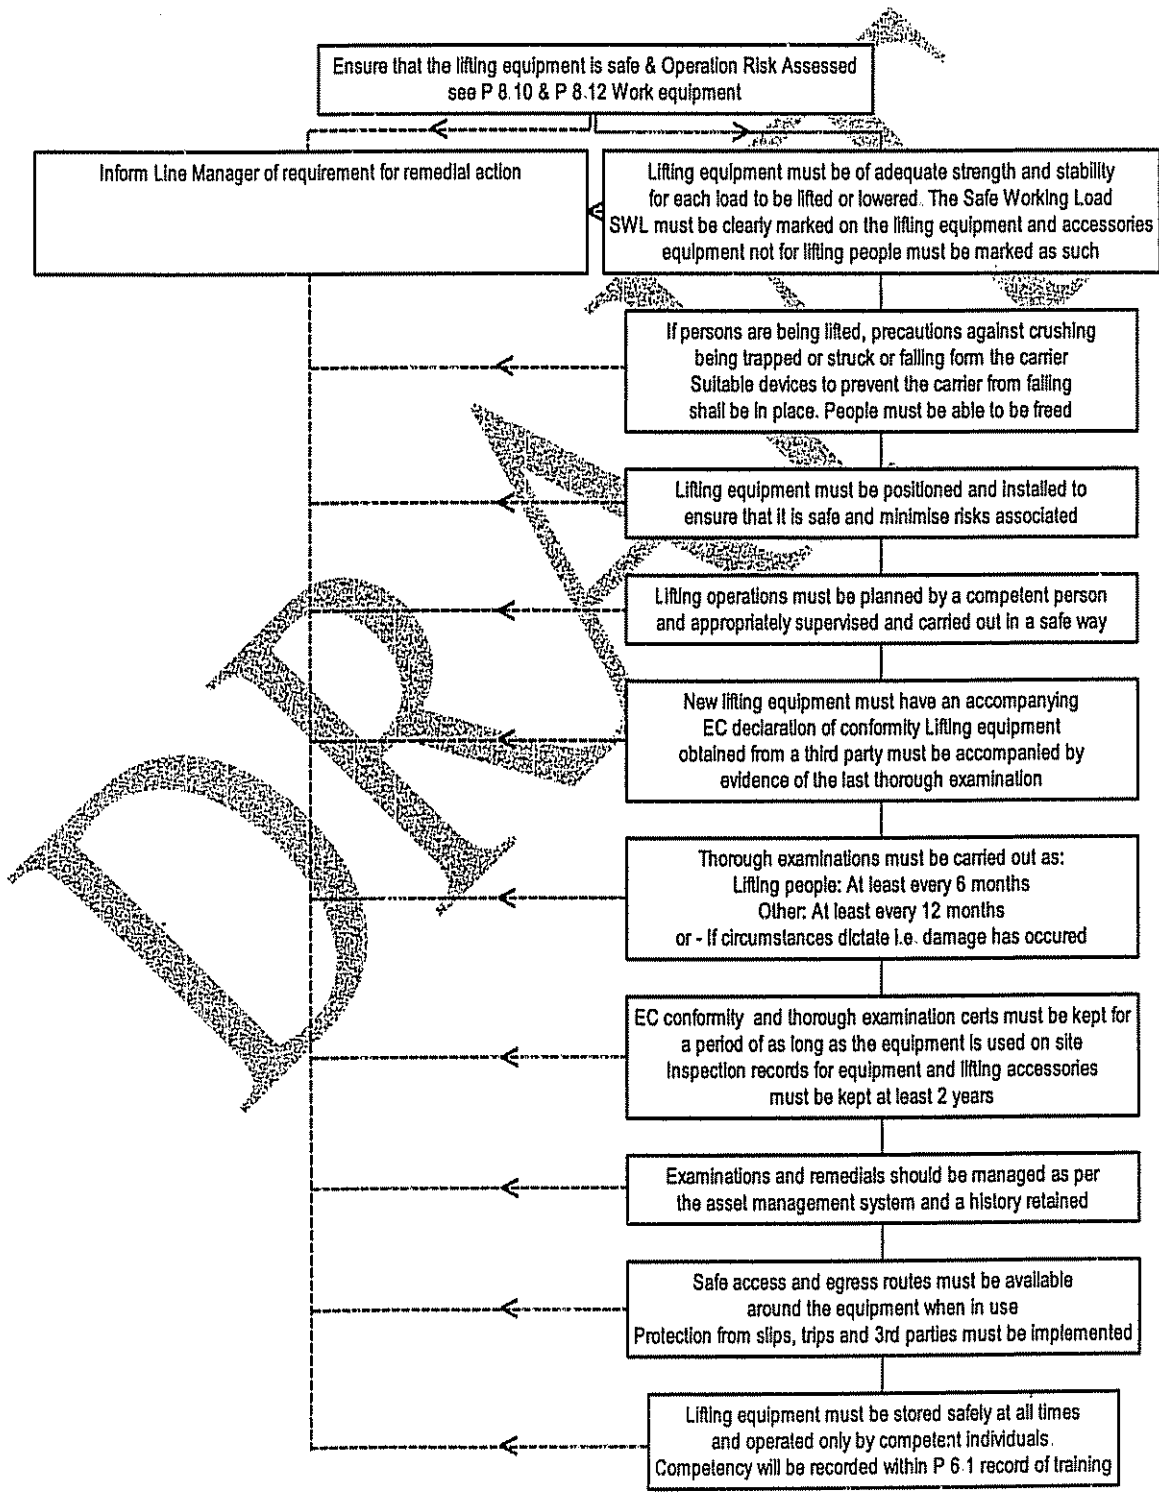 Ensure that the lifting equipment is safe & Operation Risk Assessed
see P 8.10 & P 8.12 Work equipment
Inform Line Manager of requirement for remedial action
Lifting equipment must be of adequate strength and stability
for each load to be lifted or lowered. The Safe Working Load
SWL must be clearly marked on the lifting equipment and accessories
equipment not for lifting people must be marked as such
If persons are being lifted, precautions against crushing
being trapped or struck or falling form the carrier
Suitable devices to prevent the carrier from falling
shall be in place. People must be able to be freed
Lifting equipment must be positioned and installed to
ensure that it is safe and minimise risks associated
Lifting operations must be planned by a competent person
and appropriately supervised and carried out in a safe way
New lifting equipment must have an accompanying
EC declaration of conformity Lifting equipment
obtained from a third party must be accompanied by
evidence of the last thorough examination
Thorough examinations must be carried out as:
Lifting people: At least every 6 months
Other: At least every 12 months
or - If circumstances dictate i.e. damage has occured
EC conformity and thorough examination certs must be kept for
a period of as long as the equipment is used on site
Inspection records for equipment and lifting accessories
must be kept at least 2 years
Examinations and remedials should be managed as per
the asset management system and a history retained
Safe access and egress routes must be available
around the equipment when in use
Protection from slips, trips and 3rd parties must be implemented
Lifting equipment must be stored safely at all times
and operated only by competent individuals.
Competency will be recorded within P 6.1 record of training
DRAFT